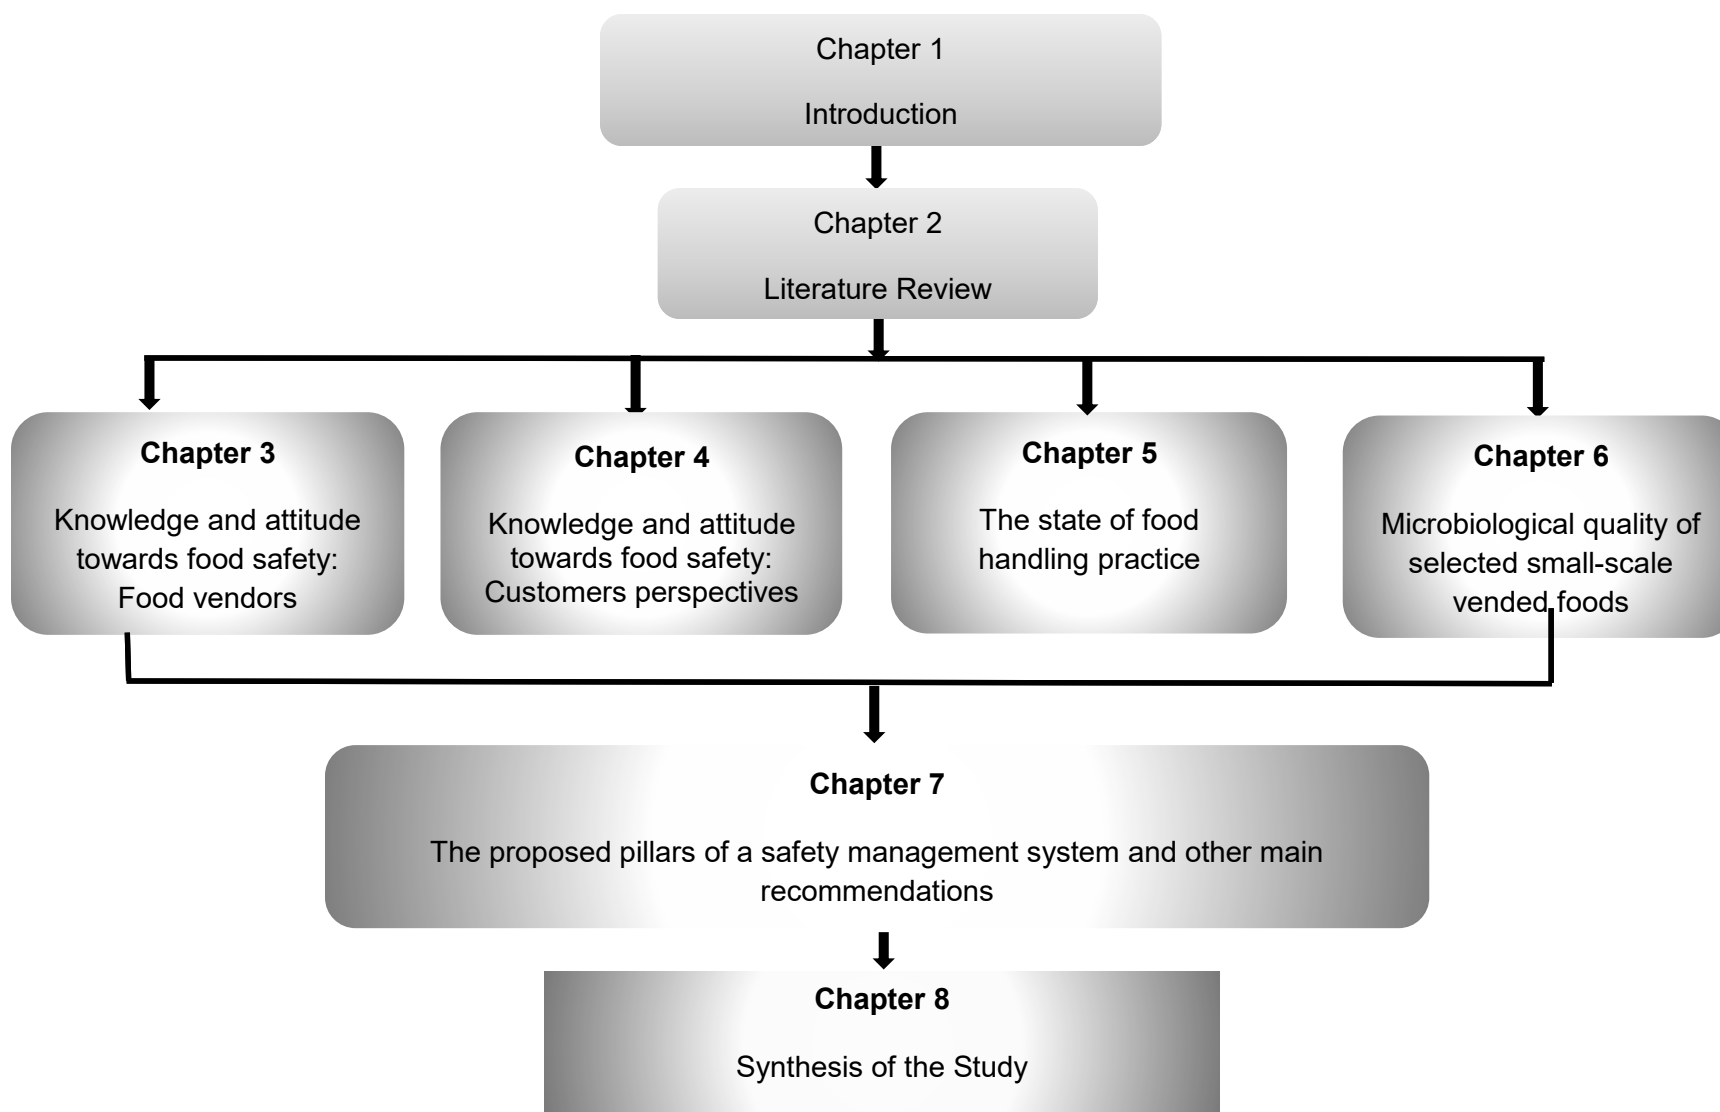 Chapter 1
Introduction
Chapter 2
Literature Review
Chapter 3
Knowledge and attitude
towards food safety:
Food vendors
Chapter 4
Knowledge and attitude
towards food safety:
Customers perspectives
Chapter 5
The state of food
handling practice
Chapter 6
Microbiological quality of
selected small-scale
vended foods
Chapter 7
The proposed pillars of a safety management system and other main
recommendations
Chapter 8
Synthesis of the Study